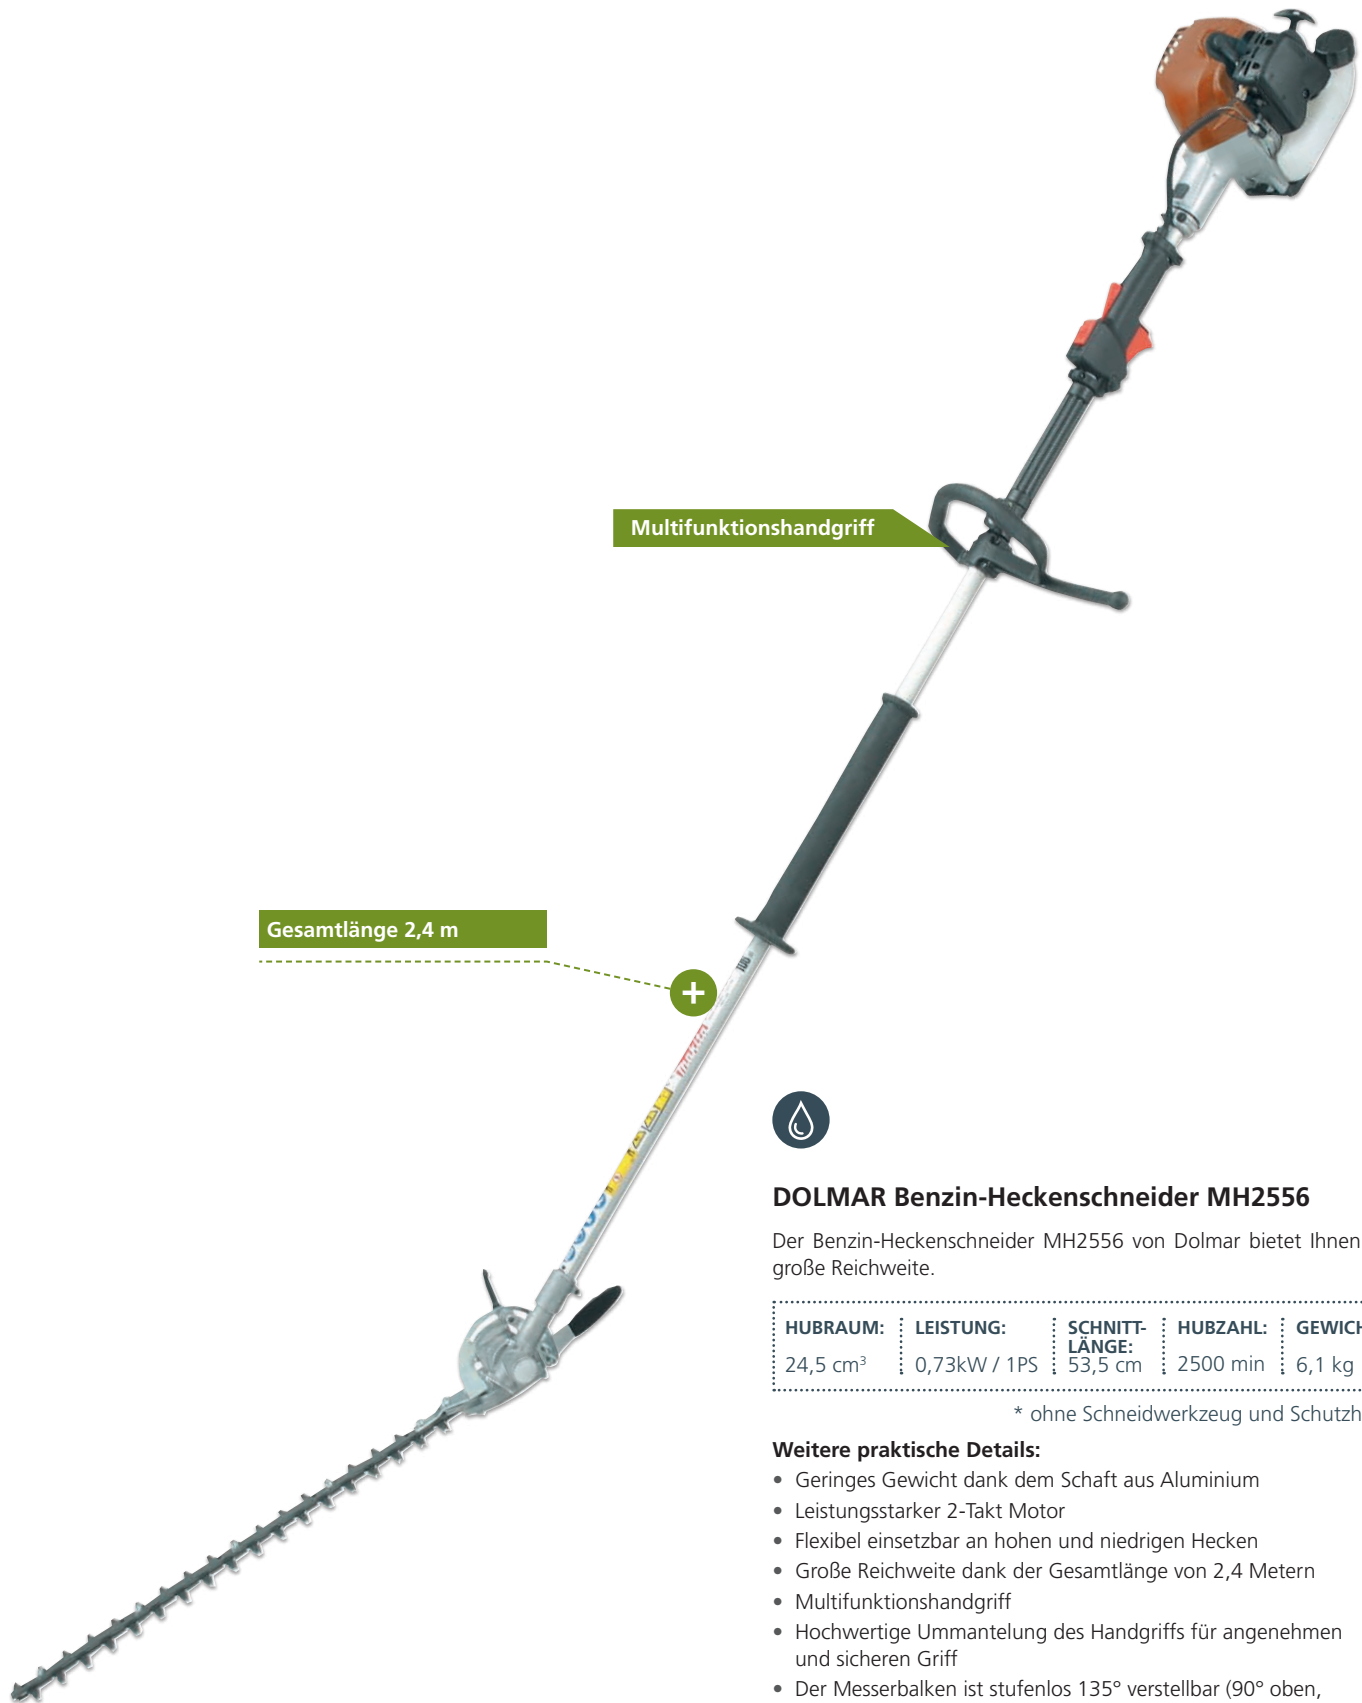 Multifunktionshandgriff
Gesamtlänge 2,4 m
makita
DOLMAR Benzin-Heckenschneider MH2556
Der Benzin-Heckenschneider MH2556 von Dolmar bietet Ihnen
große Reichweite.
HUBRAUM: LEISTUNG: SCHNITT- HUBZAHL:
LÄNGE:
24,5 cm³ 0,73kW / 1PS 53,5 cm 2500 min 6,1 kg
* ohne Schneidwerkzeug und
Weitere praktische Details:
• Geringes Gewicht dank dem Schaft aus Aluminium
• Leistungsstarker 2-Takt Motor
• Flexibel einsetzbar an hohen und niedrigen Hecken
• Große Reichweite dank der Gesamtlänge von 2,4 Metern
• Multifunktionshandgriff
• Hochwertige Ummantelung des Handgriffs für angenehmen
und sicheren Griff
• Der Messerbalken ist stufenlos 135° verstellbar (90° oben,